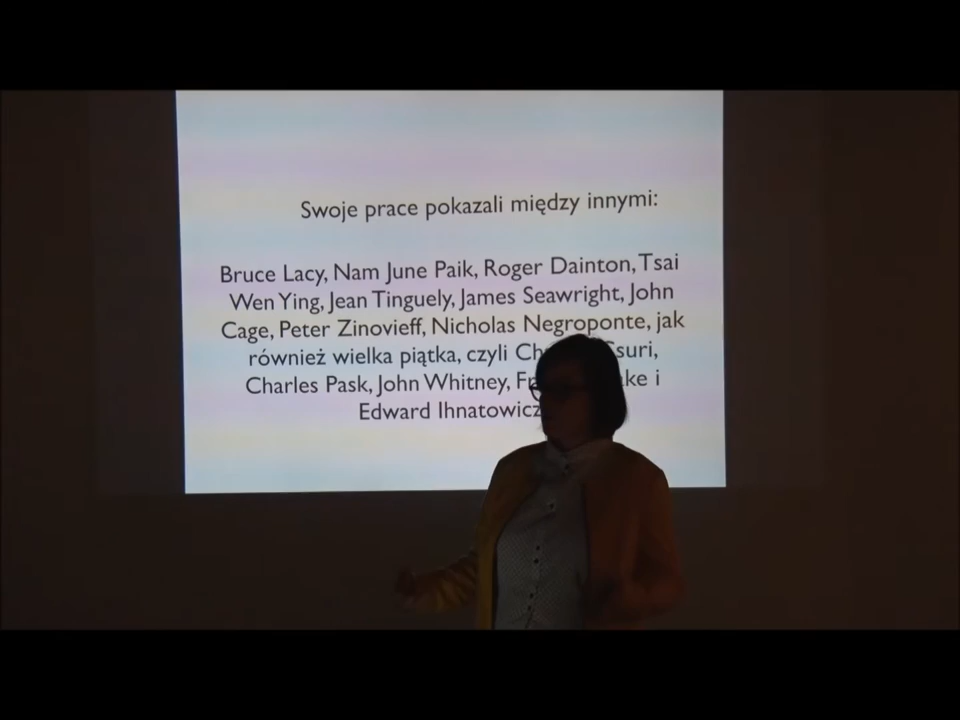 Swoje prace pokazali między innymi:
Bruce Lacy, Nam June Paik, Roger Dainton, Tsai
Wen Ying, Jean Tinguely, James Seawright, John
Cage, Peter Zinovieff, Nicholas Negroponte, jak
również wielka piątka, czyli
Charles Pask, John Whitney,
Edward Ihnatowicz